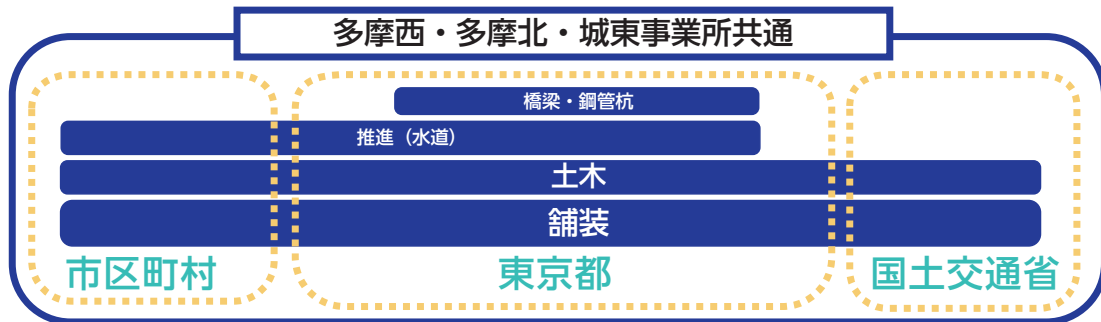 多摩西・多摩北・城東事業所共通
橋梁・鋼管杭
推進（水道）
土木
舗装
市区町村
東京都
国土交通省